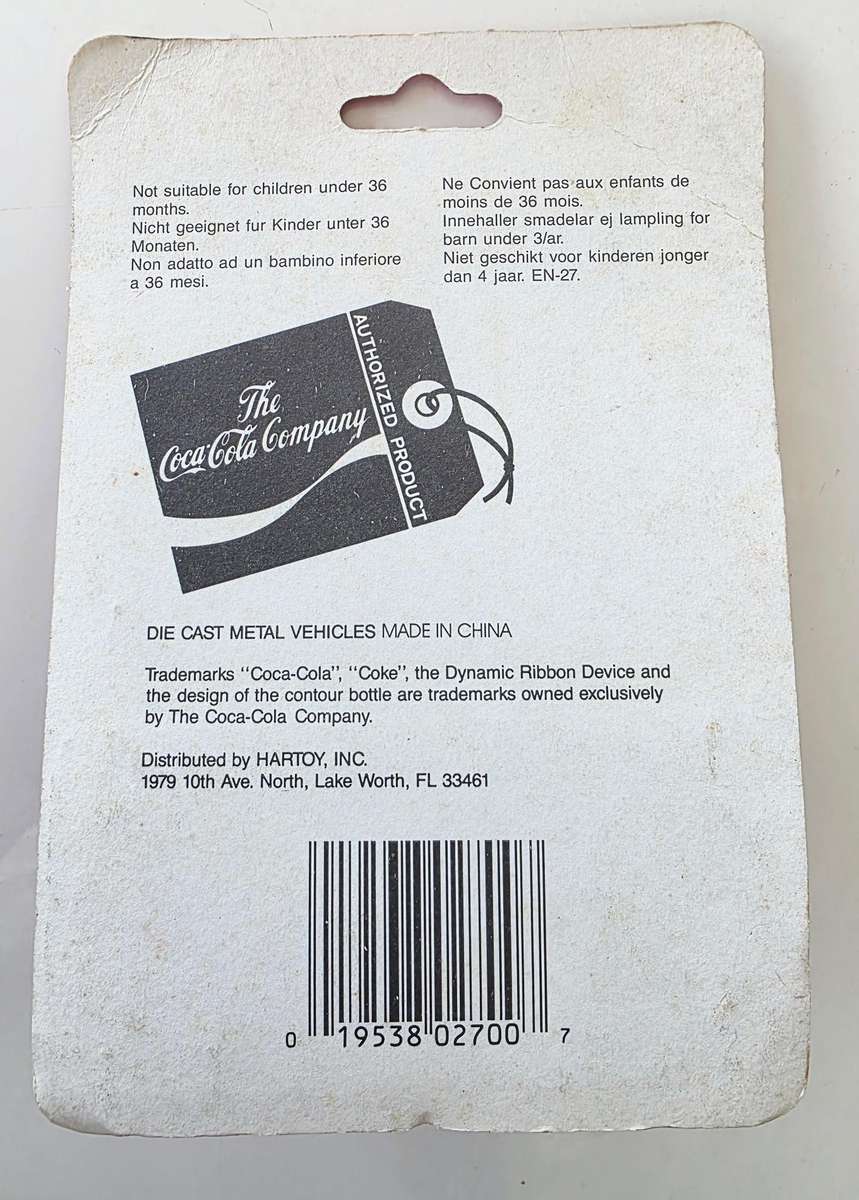 Not suitable for children under 36
months.
Nicht geeignet fur Kinder unter 36
Monaten.
Non adatto ad un bambino inferiore
a 36 mesi.
Ne Convient pas aux enfants de
moins de 36 mois.
Innehaller smadelar ej lampling for
barn under 3/ar.
Niet geschikt voor kinderen jonger
dan 4 jaar. EN-27.
The
Coca-Cola Company
AUTHORIZED PRODUCT
DIE CAST METAL VEHICLES MADE IN CHINA
Trademarks "Coca-Cola", "Coke", the Dynamic Ribbon Device and
the design of the contour bottle are trademarks owned exclusively
by The Coca-Cola Company.
Distributed by HARTOY, INC.
1979 10th Ave. North, Lake Worth, FL 33461
0 19538 02700 7